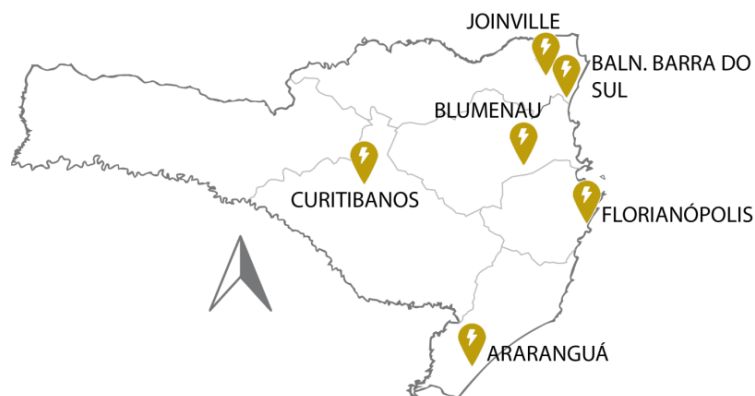 JOINVILLE
BALN. BARRA DO
SUL
BLUMENAU
CURITIBANOS
FLORIANÓPOLIS
ARARANGUÁ